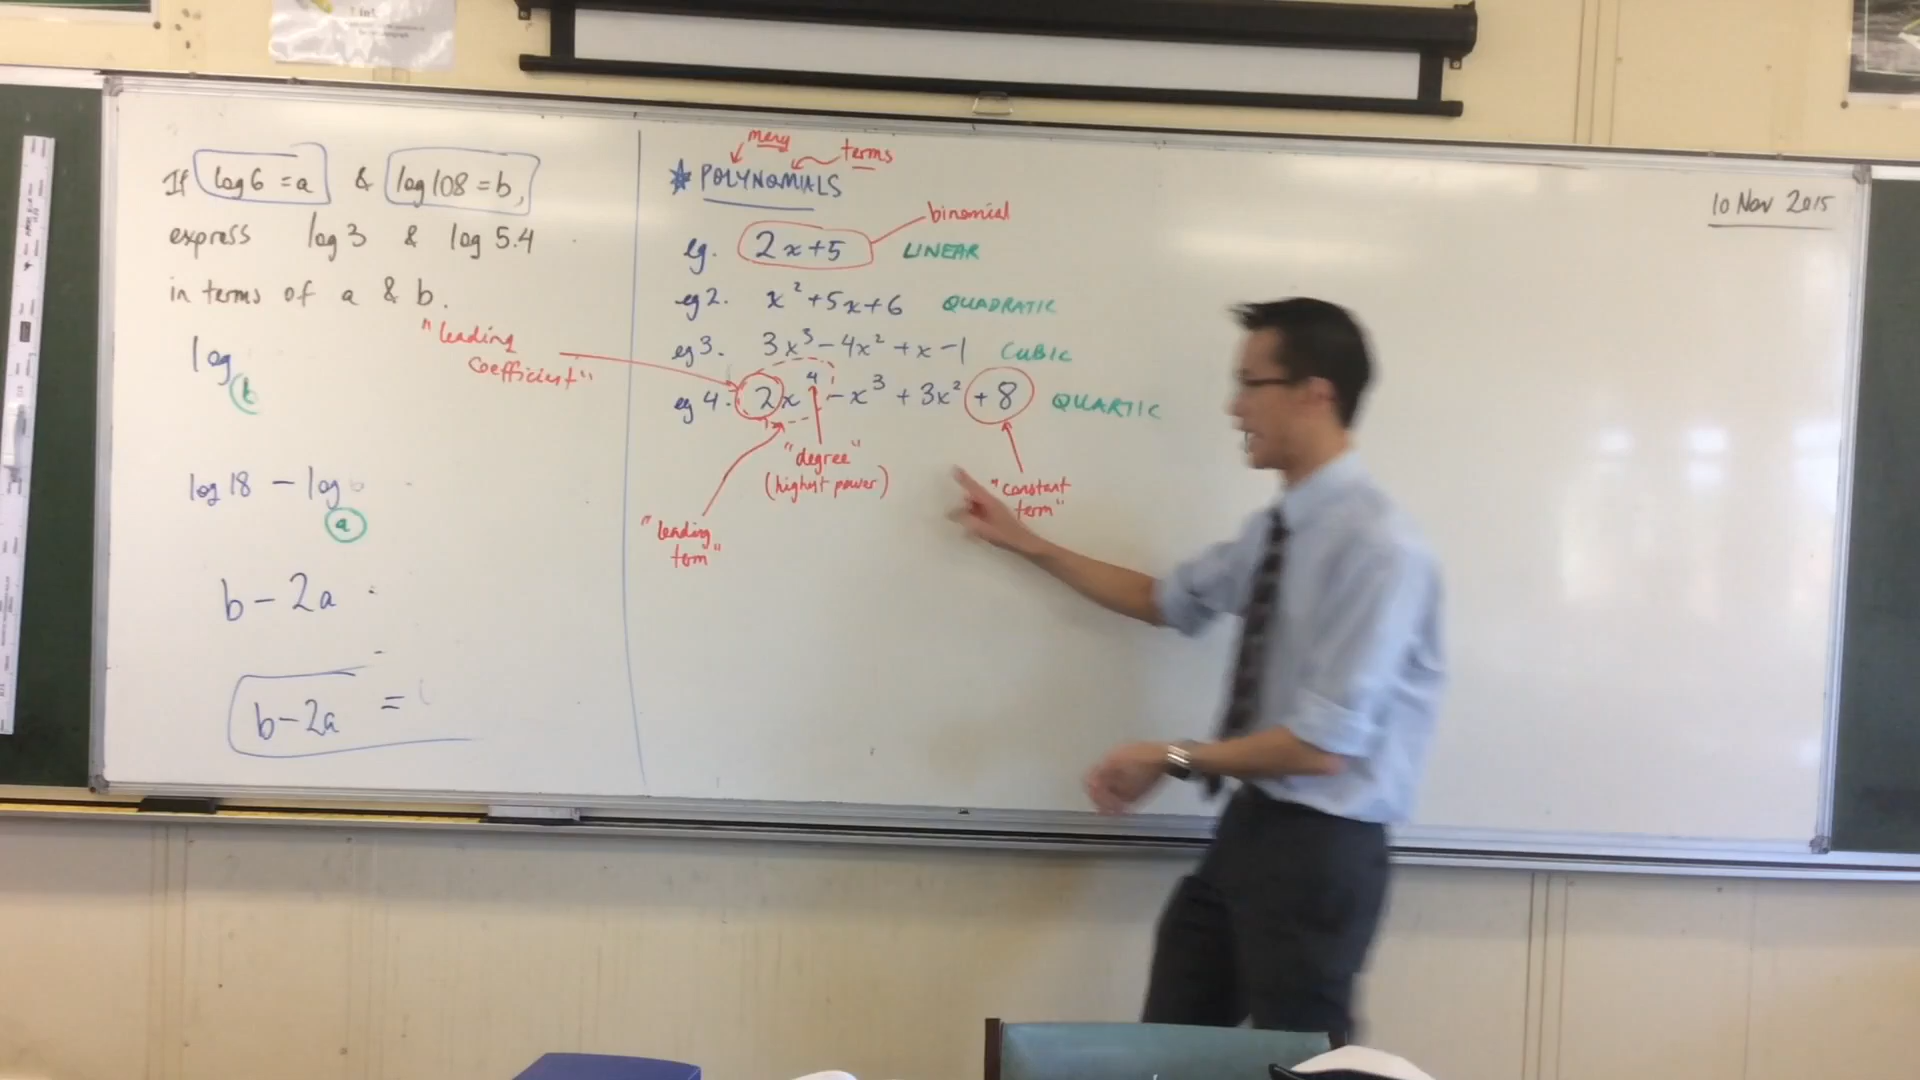 If log 6 = a & log 108 = b,
express log 3 & log 5.4
in terms of a & b.
log
b
log 18 − log
a
b − 2a
b − 2a =
many
terms
★ POLYNOMIALS
binomial
eg. 2x+5 LINEAR
eg 2. x² + 5x + 6 QUADRATIC
eg 3. 3x³ − 4x² + x − 1 CUBIC
eg 4. 2x⁴ − x³ + 3x² + 8 QUARTIC
"leading
coefficient"
"degree"
(highest power)
"leading
term"
"constant
term"
10 Nov 2015